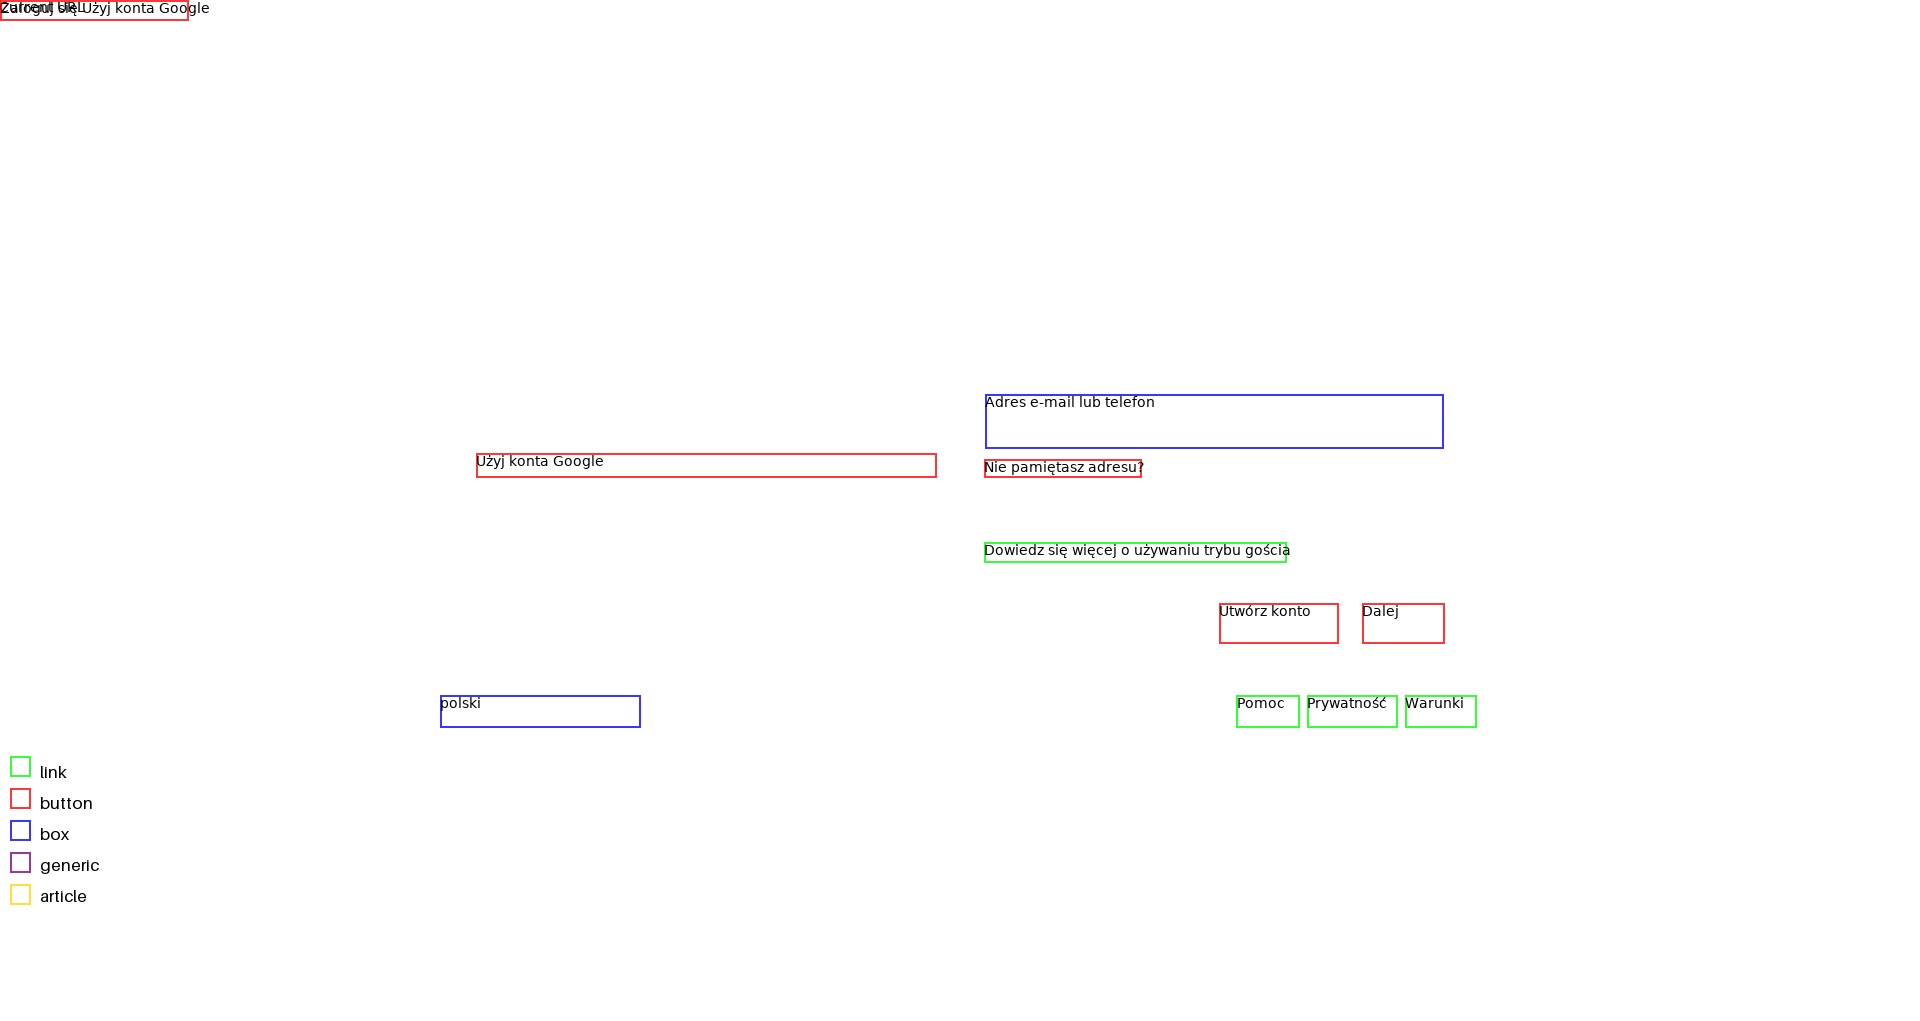 Zaloguj się Użyj konta Google
Current URL
Adres e-mail lub telefon
Użyj konta Google
Nie pamiętasz adresu?
Dowiedz się więcej o używaniu trybu gościa
Utwórz konto
Dalej
polski
Pomoc
Prywatność
Warunki
link
button
box
generic
article